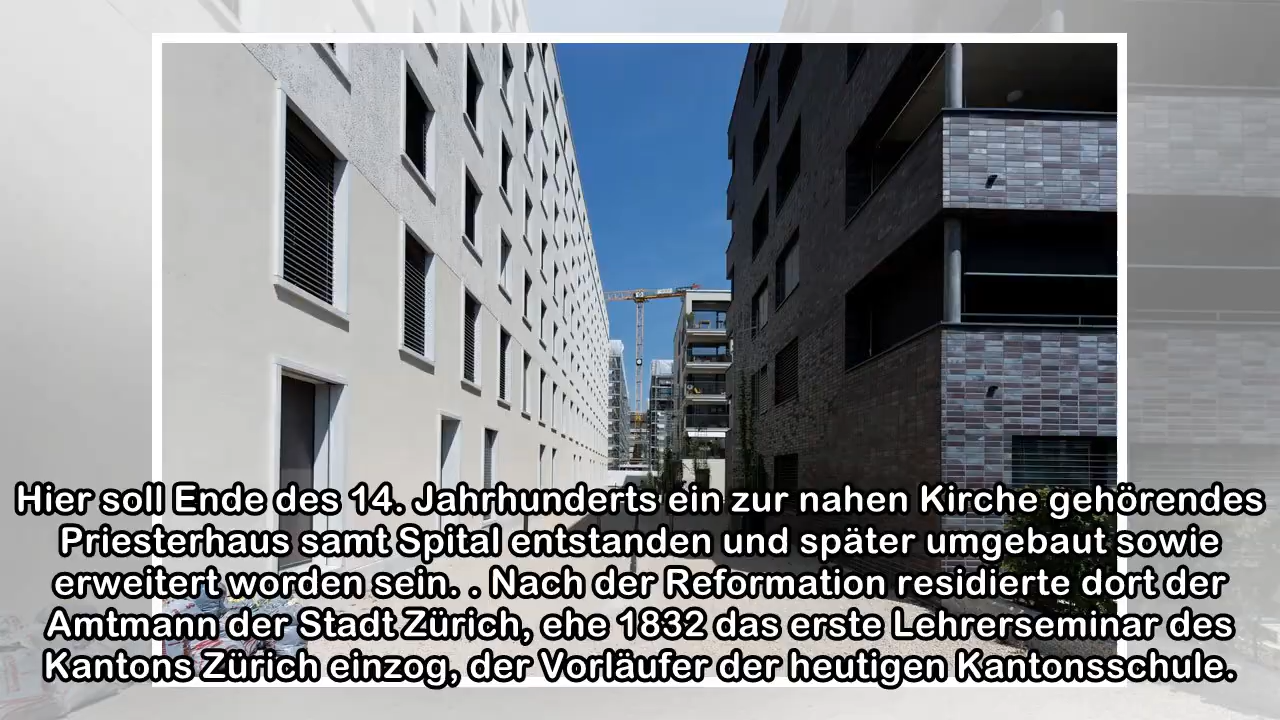 Hier soll Ende des 14. Jahrhunderts ein zur nahen Kirche gehörendes
Priesterhaus samt Spital entstanden und später umgebaut sowie
erweitert worden sein. . Nach der Reformation residierte dort der
Amtmann der Stadt Zürich, ehe 1832 das erste Lehrerseminar des
Kantons Zürich einzog, der Vorläufer der heutigen Kantonsschule.